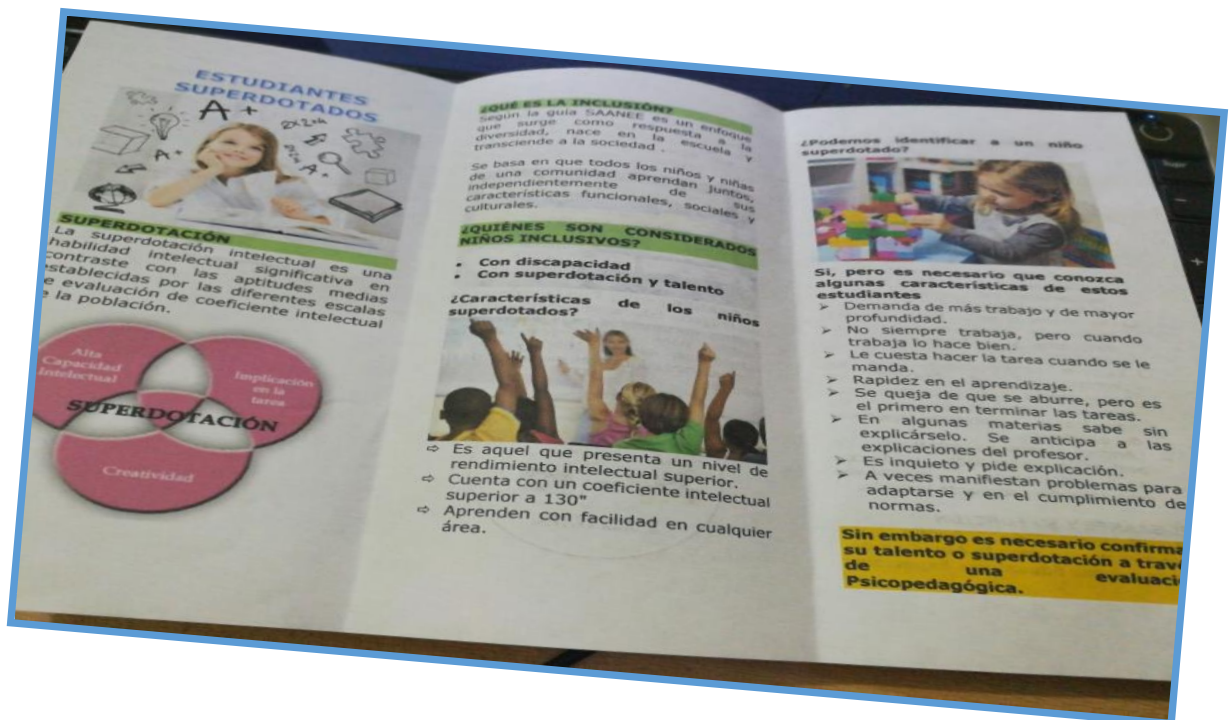 ESTUDIANTES
SUPERDOTADOS
A+
2x2=4
A+
A+
SUPERDOTACIÓN
La superdotación intelectual es una
habilidad intelectual significativa en
contraste con las aptitudes medias
establecidas por las diferentes escalas
e evaluación de coeficiente intelectual
la población.
Alta
Capacidad
Intelectual
Implicación
en la
tarea
SUPERDOTACIÓN
Creatividad
¿QUÉ ES LA INCLUSIÓN?
Según la guía SAANEE es un enfoque
que surge como respuesta a la
diversidad, nace en la escuela y
transciende a la sociedad .
Se basa en que todos los niños y niñas
de una comunidad aprendan juntos,
independientemente de sus
características funcionales, sociales y
culturales.
¿QUIÉNES SON CONSIDERADOS
NIÑOS INCLUSIVOS?
• Con discapacidad
• Con superdotación y talento
¿Características de los niños
superdotados?
⇨ Es aquel que presenta un nivel de
rendimiento intelectual superior.
⇨ Cuenta con un coeficiente intelectual
superior a 130"
⇨ Aprenden con facilidad en cualquier
área.
¿Podemos identificar a un niño
superdotado?
Si, pero es necesario que conozca
algunas características de estos
estudiantes
➢ Demanda de más trabajo y de mayor
profundidad.
➢ No siempre trabaja, pero cuando
trabaja lo hace bien.
➢ Le cuesta hacer la tarea cuando se le
manda.
➢ Rapidez en el aprendizaje.
➢ Se queja de que se aburre, pero es
el primero en terminar las tareas.
➢ En algunas materias sabe sin
explicárselo. Se anticipa a las
explicaciones del profesor.
➢ Es inquieto y pide explicación.
➢ A veces manifiestan problemas para
adaptarse y en el cumplimiento de
normas.
Sin embargo es necesario confirma
su talento o superdotación a trav
de una evaluaci
Psicopedagógica.